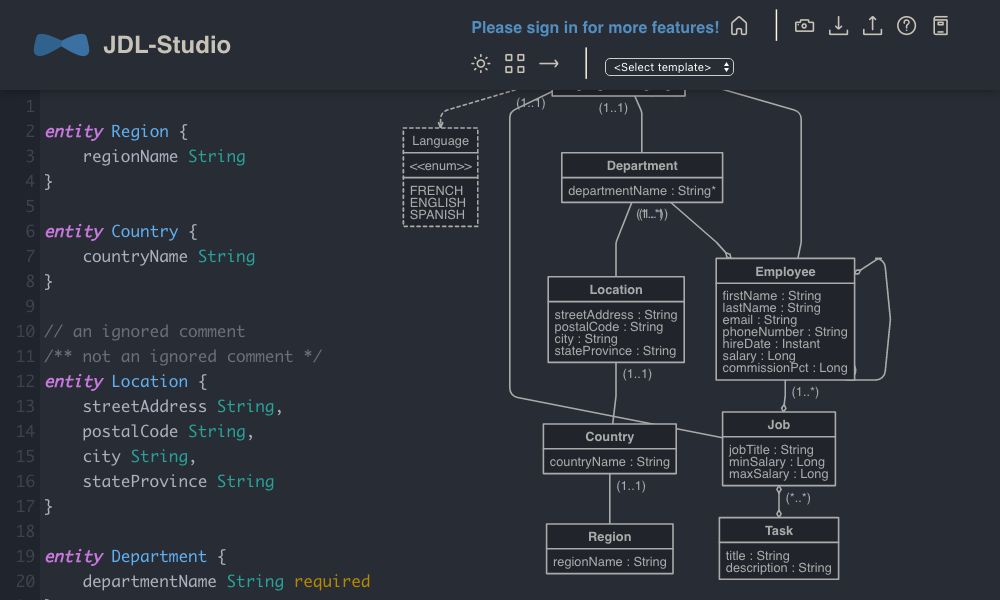 JDL-Studio
Please sign in for more features!
<Select template>
1
2 entity Region {
3 regionName String
4 }
5
6 entity Country {
7 countryName String
8 }
9
10 // an ignored comment
11 /** not an ignored comment */
12 entity Location {
13 streetAddress String,
14 postalCode String,
15 city String,
16 stateProvince String
17 }
18
19 entity Department {
20 departmentName String required
(1..1)
(1..1)
Language
<<enum>>
FRENCH
ENGLISH
SPANISH
Department
departmentName : String*
Location
streetAddress : String
postalCode : String
city : String
stateProvince : String
(1..1)
Employee
firstName : String
lastName : String
email : String
phoneNumber : String
hireDate : Instant
salary : Long
commissionPct : Long
(1..*)
Country
countryName : String
(1..1)
Job
jobTitle : String
minSalary : Long
maxSalary : Long
(*..*)
Region
regionName : String
Task
title : String
description : String